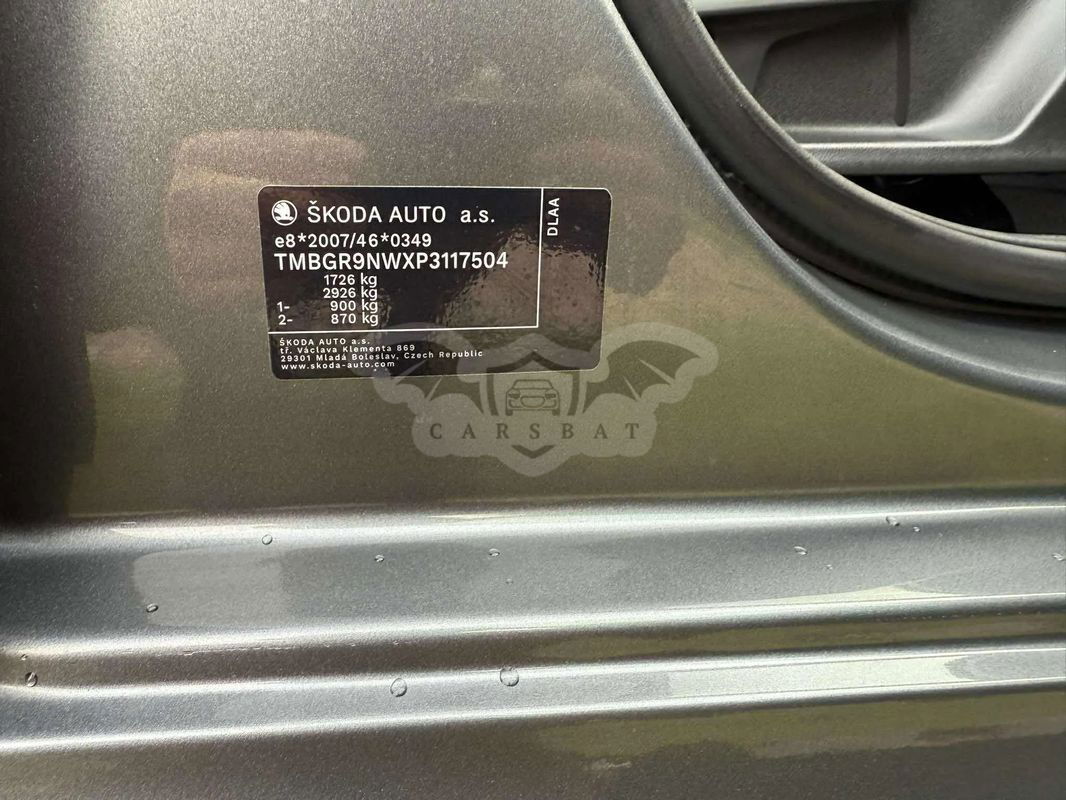 ŠKODA AUTO a.s.
DLAA
e8*2007/46*0349
TMBGR9NWXP3117504
1726 kg
2926 kg
1- 900 kg
2- 870 kg
ŠKODA AUTO a.s.
tř. Václava Klementa 869
29301 Mladá Boleslav, Czech Republic
www.skoda-auto.com
CARSBAT